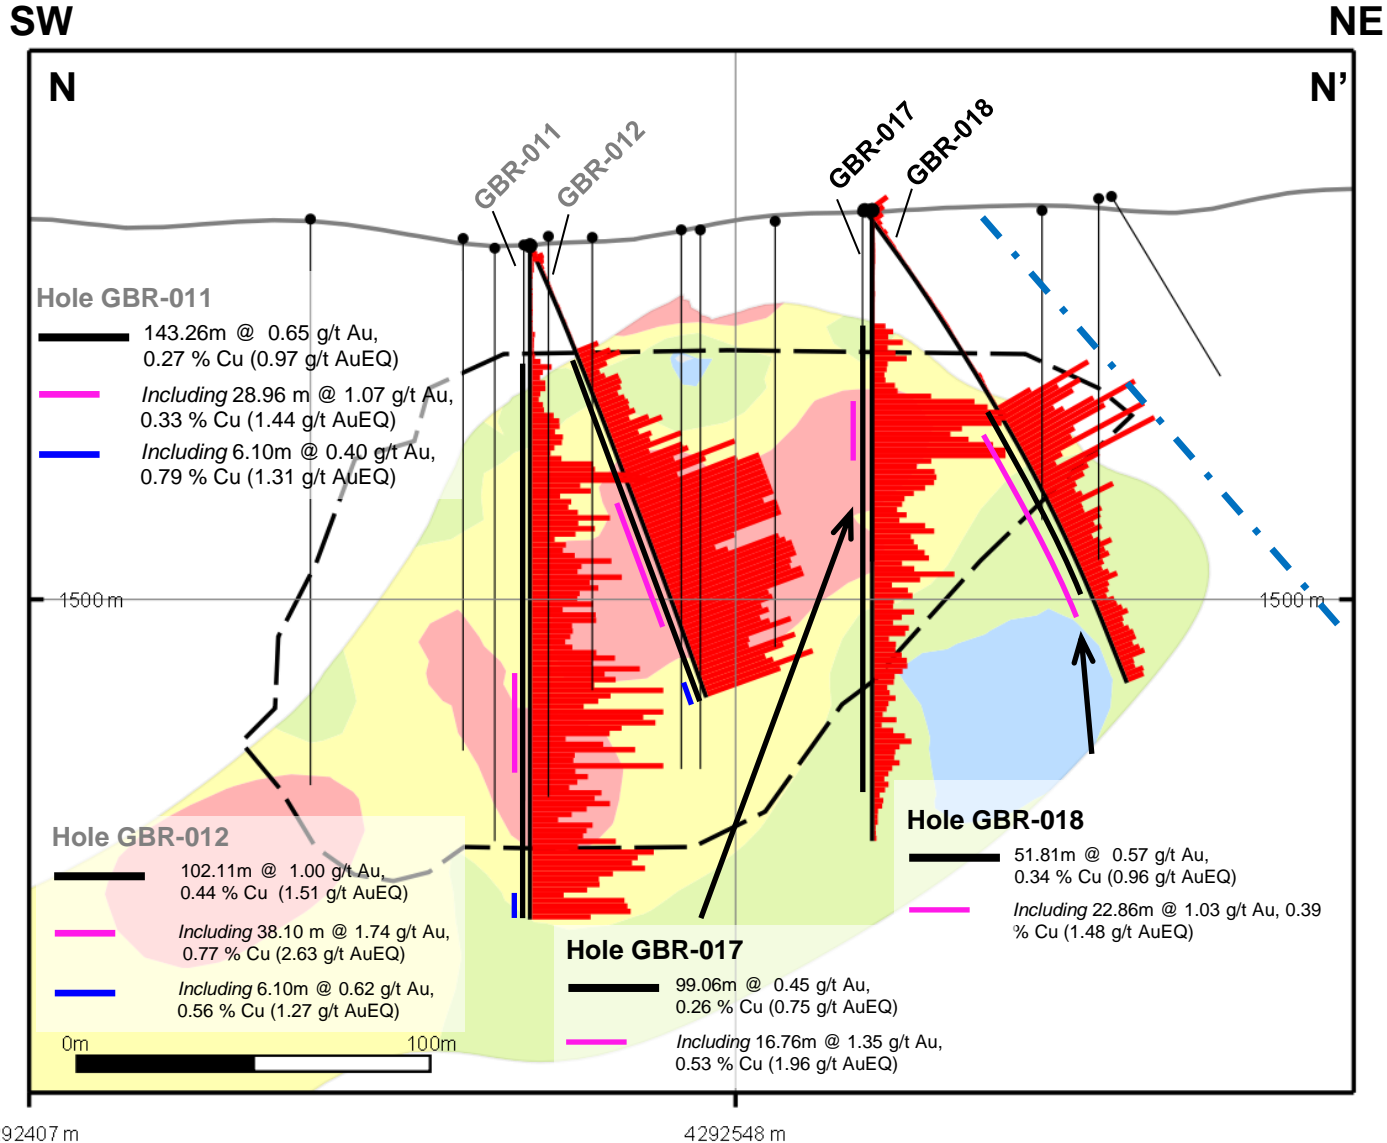 SW
NE
N
N’
GBR-011
GBR-012
GBR-017
GBR-018
Hole GBR-011
143.26m @ 0.65 g/t Au,
0.27 % Cu (0.97 g/t AuEQ)
Including 28.96 m @ 1.07 g/t Au,
0.33 % Cu (1.44 g/t AuEQ)
Including 6.10m @ 0.40 g/t Au,
0.79 % Cu (1.31 g/t AuEQ)
1500 m
1500 m
Hole GBR-012
102.11m @ 1.00 g/t Au,
0.44 % Cu (1.51 g/t AuEQ)
Including 38.10 m @ 1.74 g/t Au,
0.77 % Cu (2.63 g/t AuEQ)
Including 6.10m @ 0.62 g/t Au,
0.56 % Cu (1.27 g/t AuEQ)
Hole GBR-018
51.81m @ 0.57 g/t Au,
0.34 % Cu (0.96 g/t AuEQ)
Including 22.86m @ 1.03 g/t Au, 0.39
% Cu (1.48 g/t AuEQ)
Hole GBR-017
99.06m @ 0.45 g/t Au,
0.26 % Cu (0.75 g/t AuEQ)
Including 16.76m @ 1.35 g/t Au,
0.53 % Cu (1.96 g/t AuEQ)
0m
100m
92407 m
4292548 m